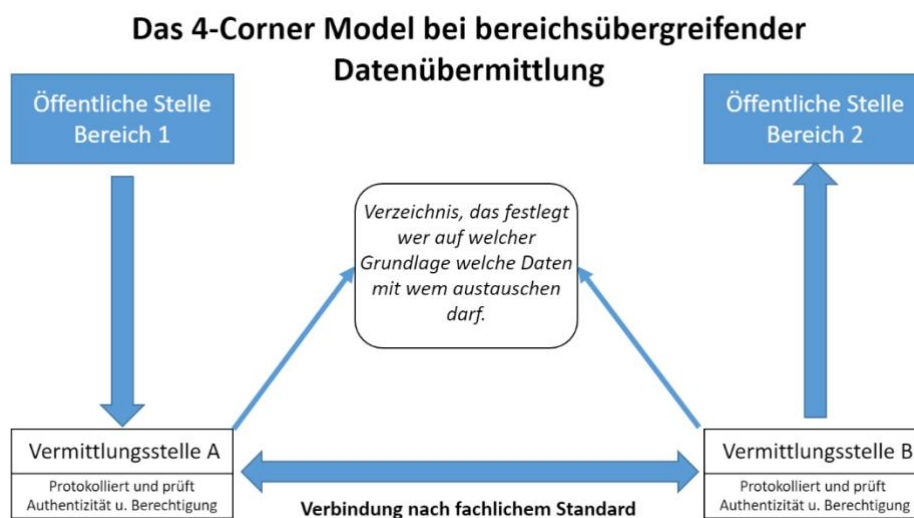 Das 4-Corner Model bei bereichsübergreifender
Datenübermittlung
Öffentliche Stelle
Bereich 1
Öffentliche Stelle
Bereich 2
Verzeichnis, das festlegt
wer auf welcher
Grundlage welche Daten
mit wem austauschen
darf.
Vermittlungsstelle A
Protokolliert und prüft
Authentizität u. Berechtigung
Vermittlungsstelle B
Protokolliert und prüft
Authentizität u. Berechtigung
Verbindung nach fachlichem Standard